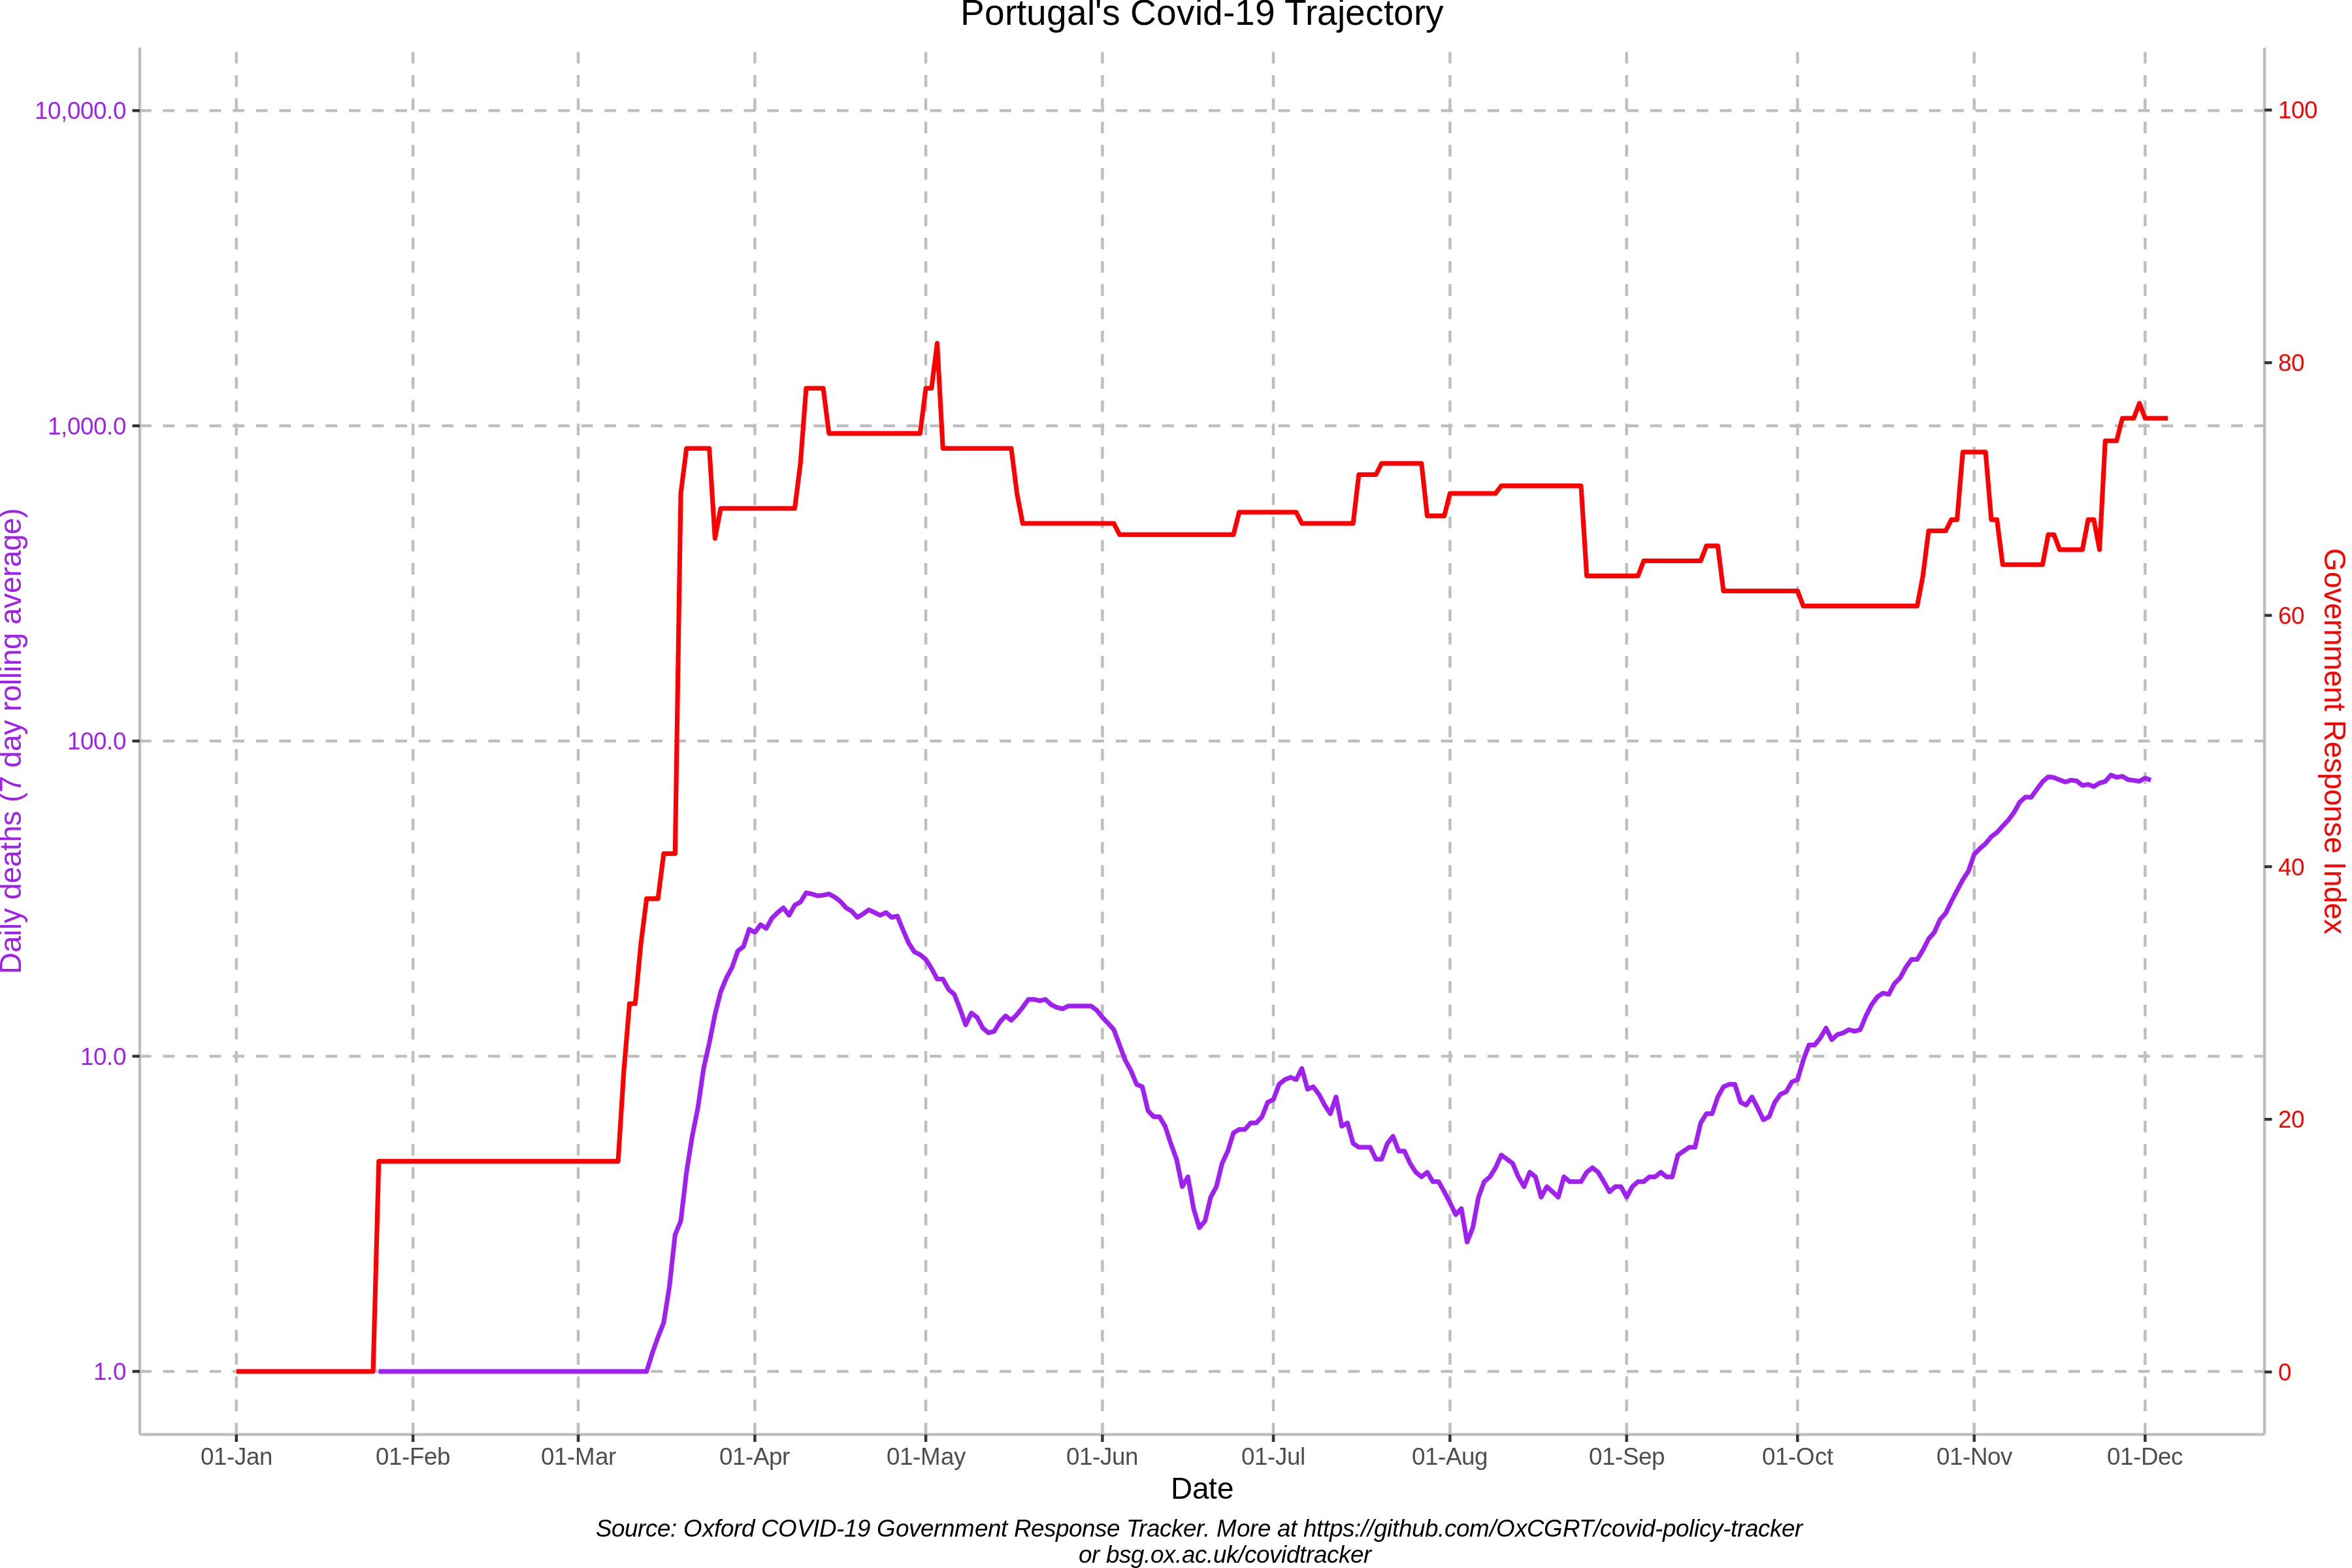 Portugal's Covid-19 Trajectory
10,000.0
1,000.0
100.0
10.0
1.0
Daily deaths (7 day rolling average)
100
80
60
40
20
0
Government Response Index
01-Jan 01-Feb 01-Mar 01-Apr 01-May 01-Jun 01-Jul 01-Aug 01-Sep 01-Oct 01-Nov 01-Dec
Date
Source: Oxford COVID-19 Government Response Tracker. More at https://github.com/OxCGRT/covid-policy-tracker
or bsg.ox.ac.uk/covidtracker